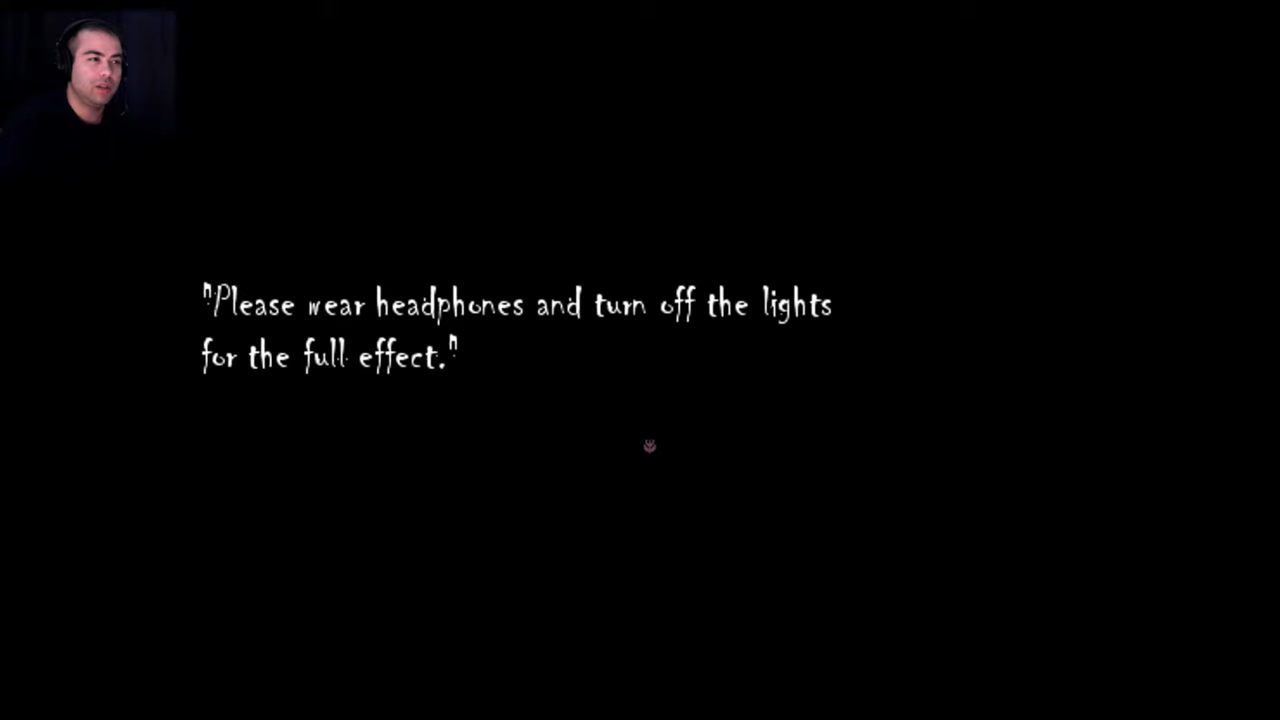 "Please wear headphones and turn off the lights
for the full effect."